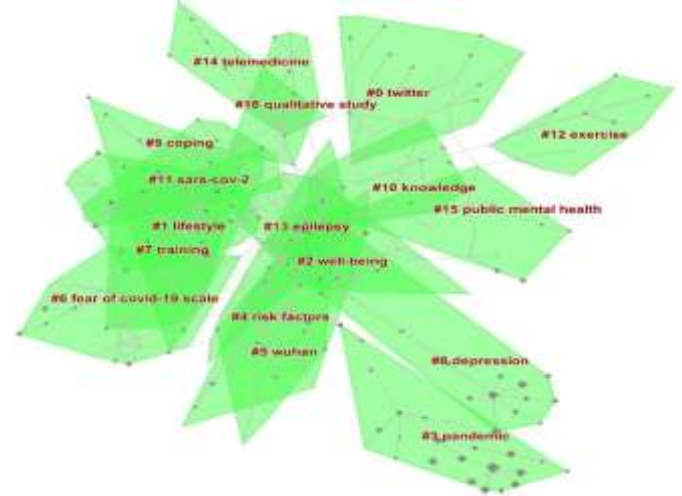 #14 telemedicine
#0 twitter
#16 qualitative study
#12 exercise
#9 coping
#11 sars-cov-2
#10 knowledge
#15 public mental health
#1 lifestyle
#13 epilepsy
#7 training
#2 well-being
#6 fear of covid-19 scale
#4 risk factors
#5 wuhan
#8 depression
#3 pandemic